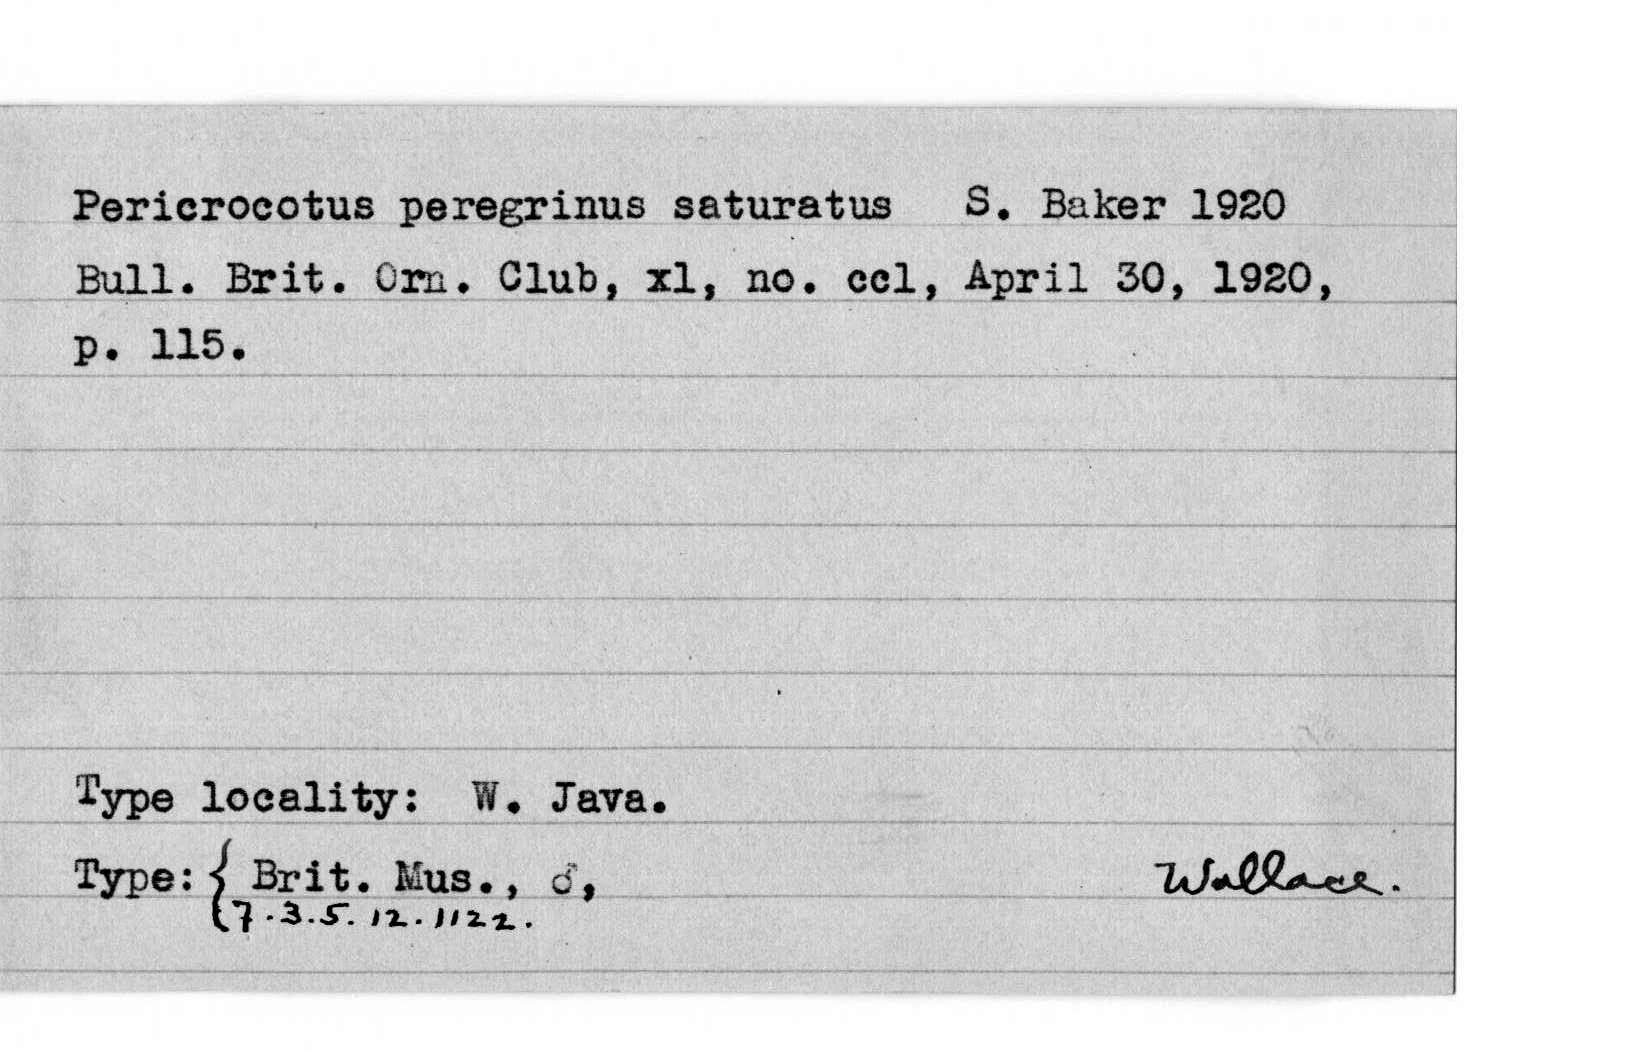 Pericrocotus peregrinus saturatus S. Baker 1920
Bull. Brit. Orn. Club, xl, no. ccl, April 30, 1920,
p. 115.
Type locality: W. Java.
Type: { Brit. Mus., ♂, Wallace.
7.3.5.12.1122.